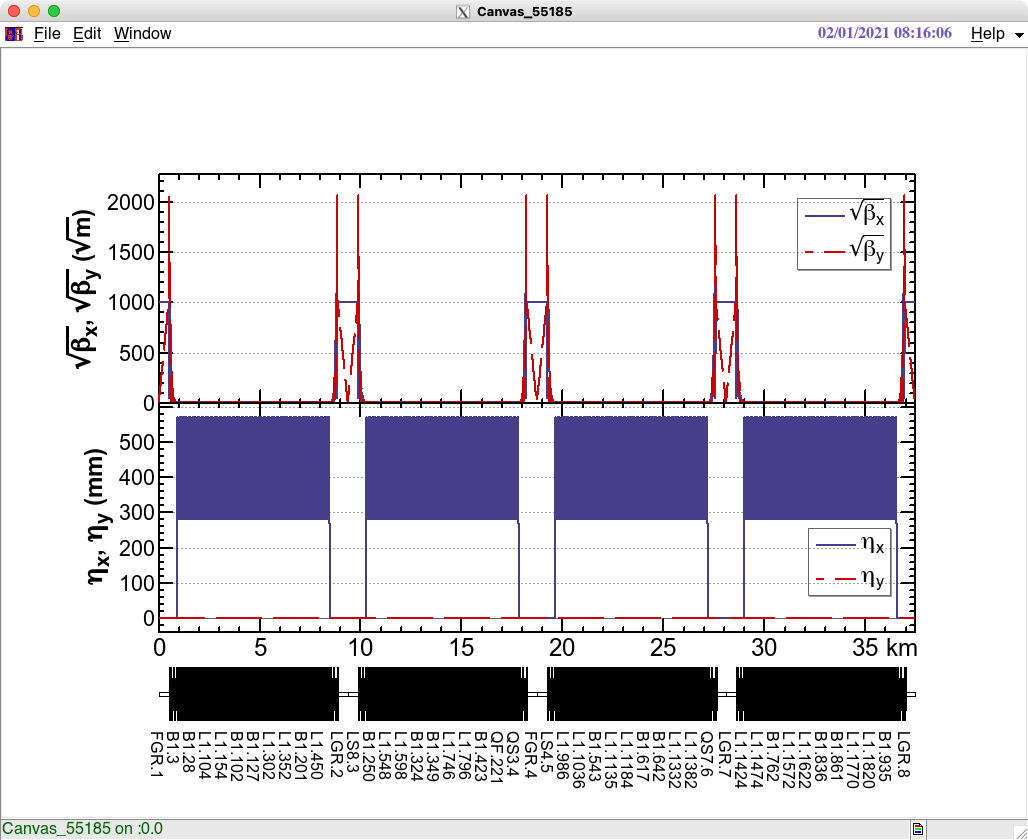 Canvas_55185
File Edit Window 02/01/2021 08:16:06 Help
√βx, √βy (√m)
2000
1500
1000
500
0
√βx
√βy
ηx, ηy (mm)
500
400
300
200
100
0
ηx
ηy
0 5 10 15 20 25 30 35 km
FGR.1
B1.3
B1.28
L1.104
L1.154
B1.102
B1.127
L1.302
L1.352
B1.201
L1.450
LGR.2
LS8.3
B1.250
L1.548
L1.598
B1.324
B1.349
L1.746
L1.796
B1.423
QF.221
QS3.4
FGR.4
LS4.5
L1.986
L1.1036
B1.543
L1.1135
L1.1184
B1.617
B1.642
L1.1332
L1.1382
QS7.6
LGR.7
L1.1424
L1.1474
B1.762
L1.1572
L1.1622
B1.836
B1.861
L1.1770
L1.1820
B1.935
LGR.8
Canvas_55185 on :0.0